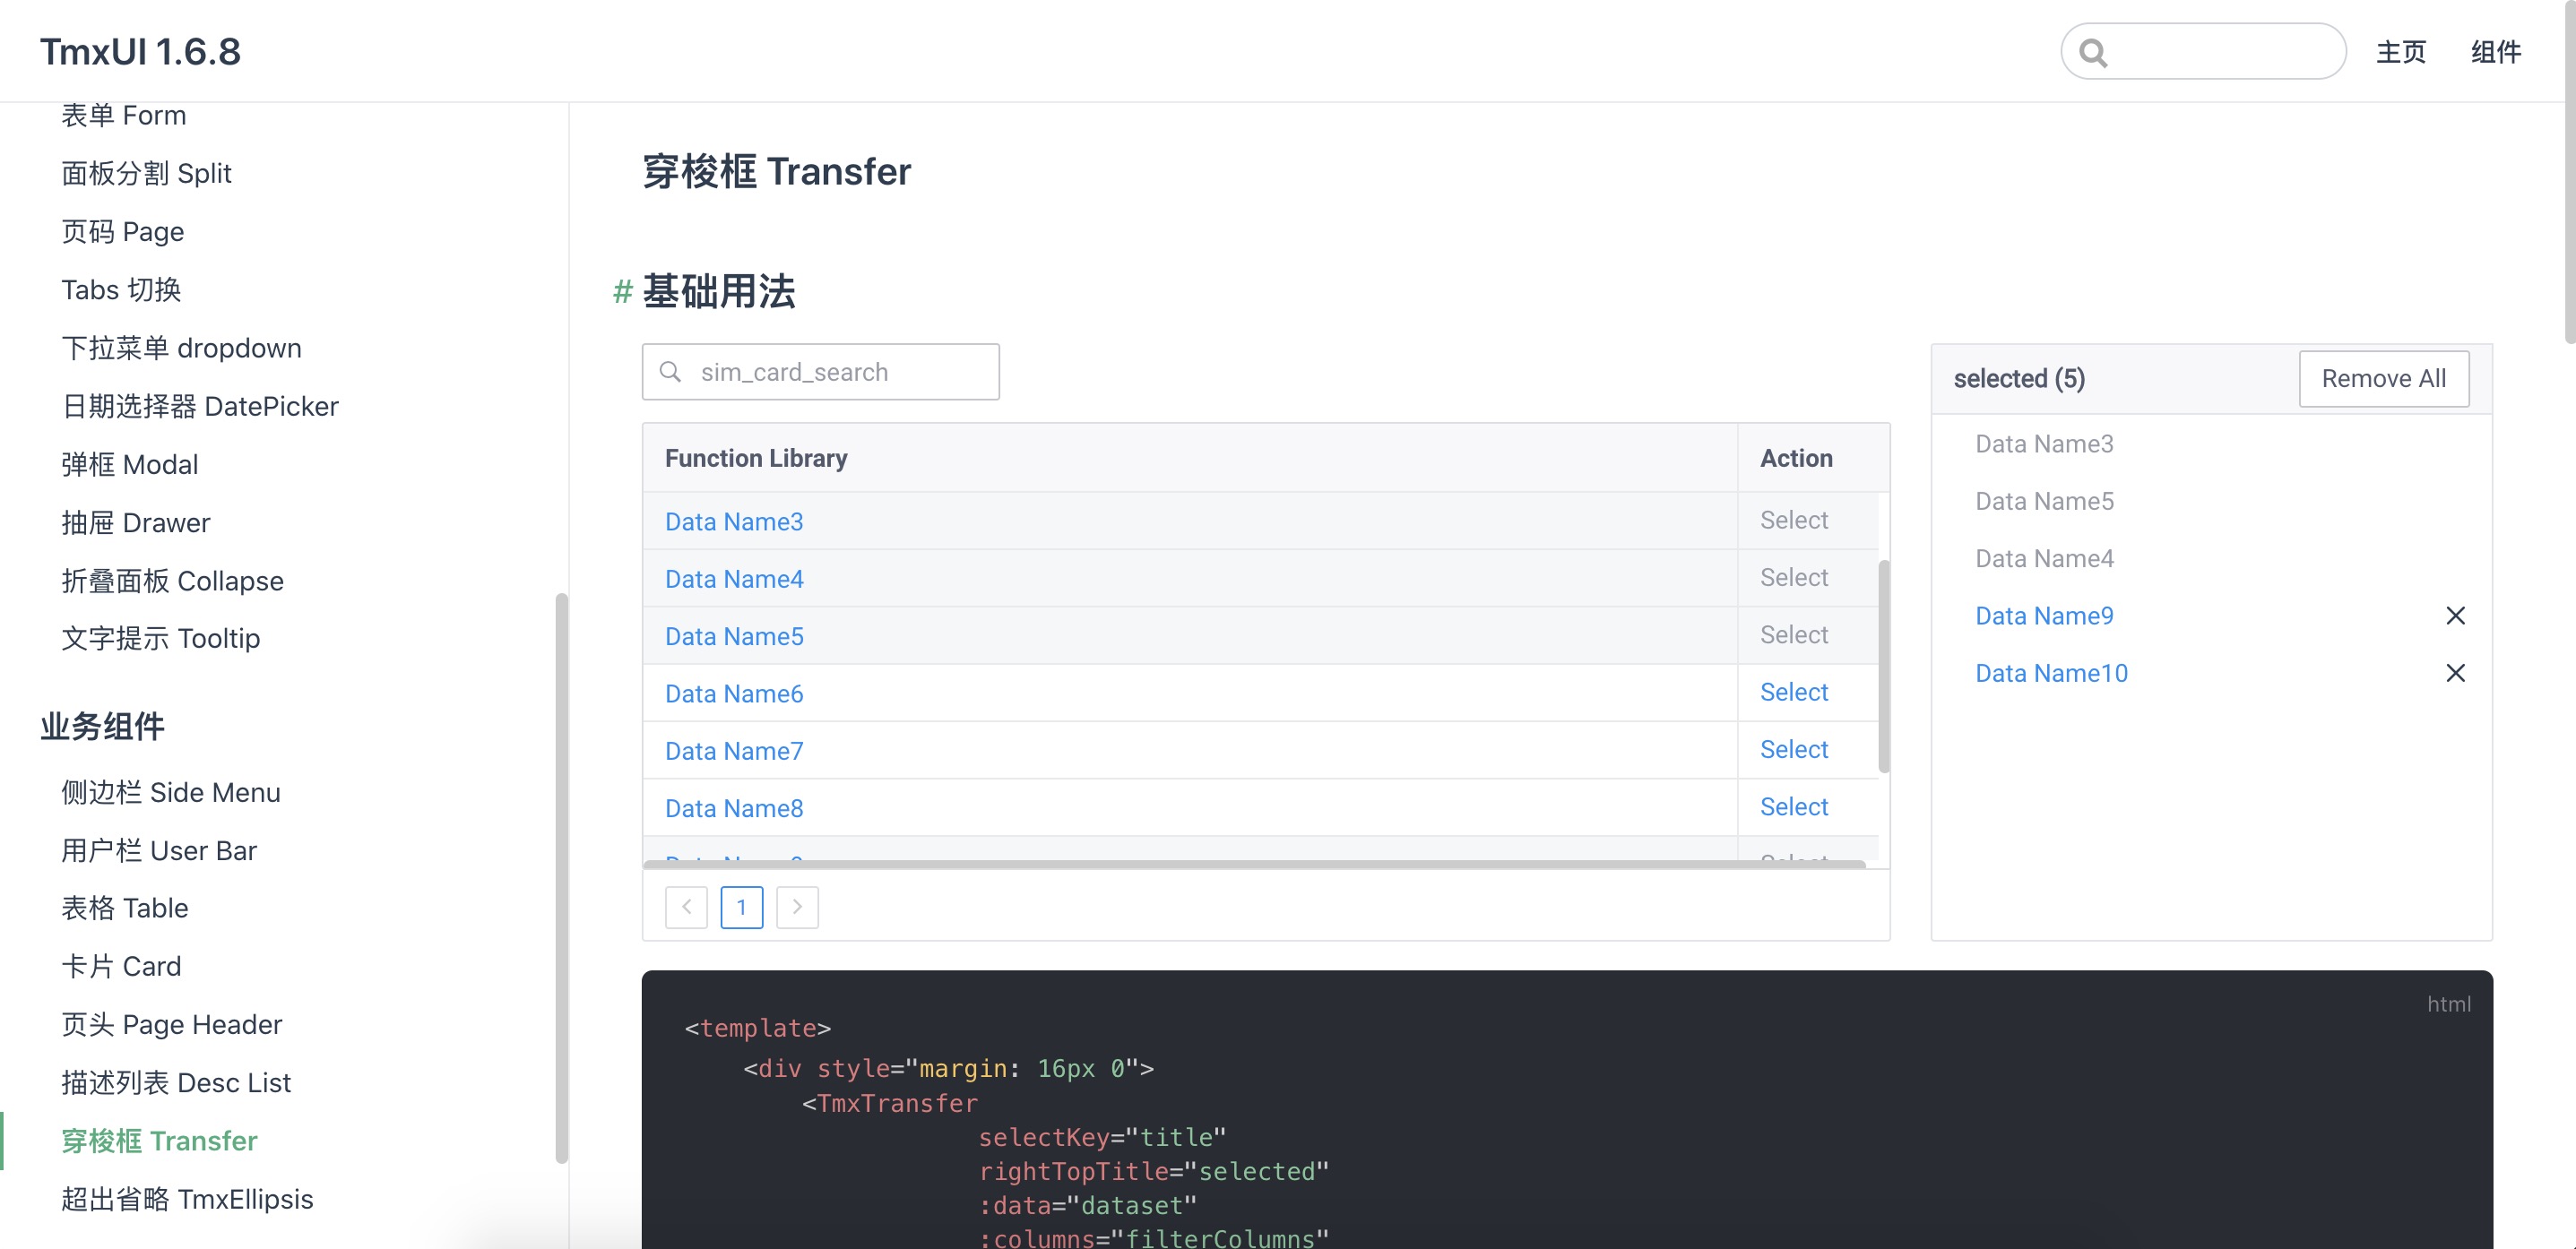 TmxUI 1.6.8
主页
组件
表单 Form
面板分割 Split
页码 Page
Tabs 切换
下拉菜单 dropdown
日期选择器 DatePicker
弹框 Modal
抽屉 Drawer
折叠面板 Collapse
文字提示 Tooltip
业务组件
侧边栏 Side Menu
用户栏 User Bar
表格 Table
卡片 Card
页头 Page Header
描述列表 Desc List
穿梭框 Transfer
超出省略 TmxEllipsis
穿梭框 Transfer
# 基础用法
sim_card_search
Function Library
Action
Data Name3
Select
Data Name4
Select
Data Name5
Select
Data Name6
Select
Data Name7
Select
Data Name8
Select
1
selected (5)
Remove All
Data Name3
Data Name5
Data Name4
Data Name9
Data Name10
html
<template>
<div style="margin: 16px 0">
<TmxTransfer
selectKey="title"
rightTopTitle="selected"
:data="dataset"
:columns="filterColumns"